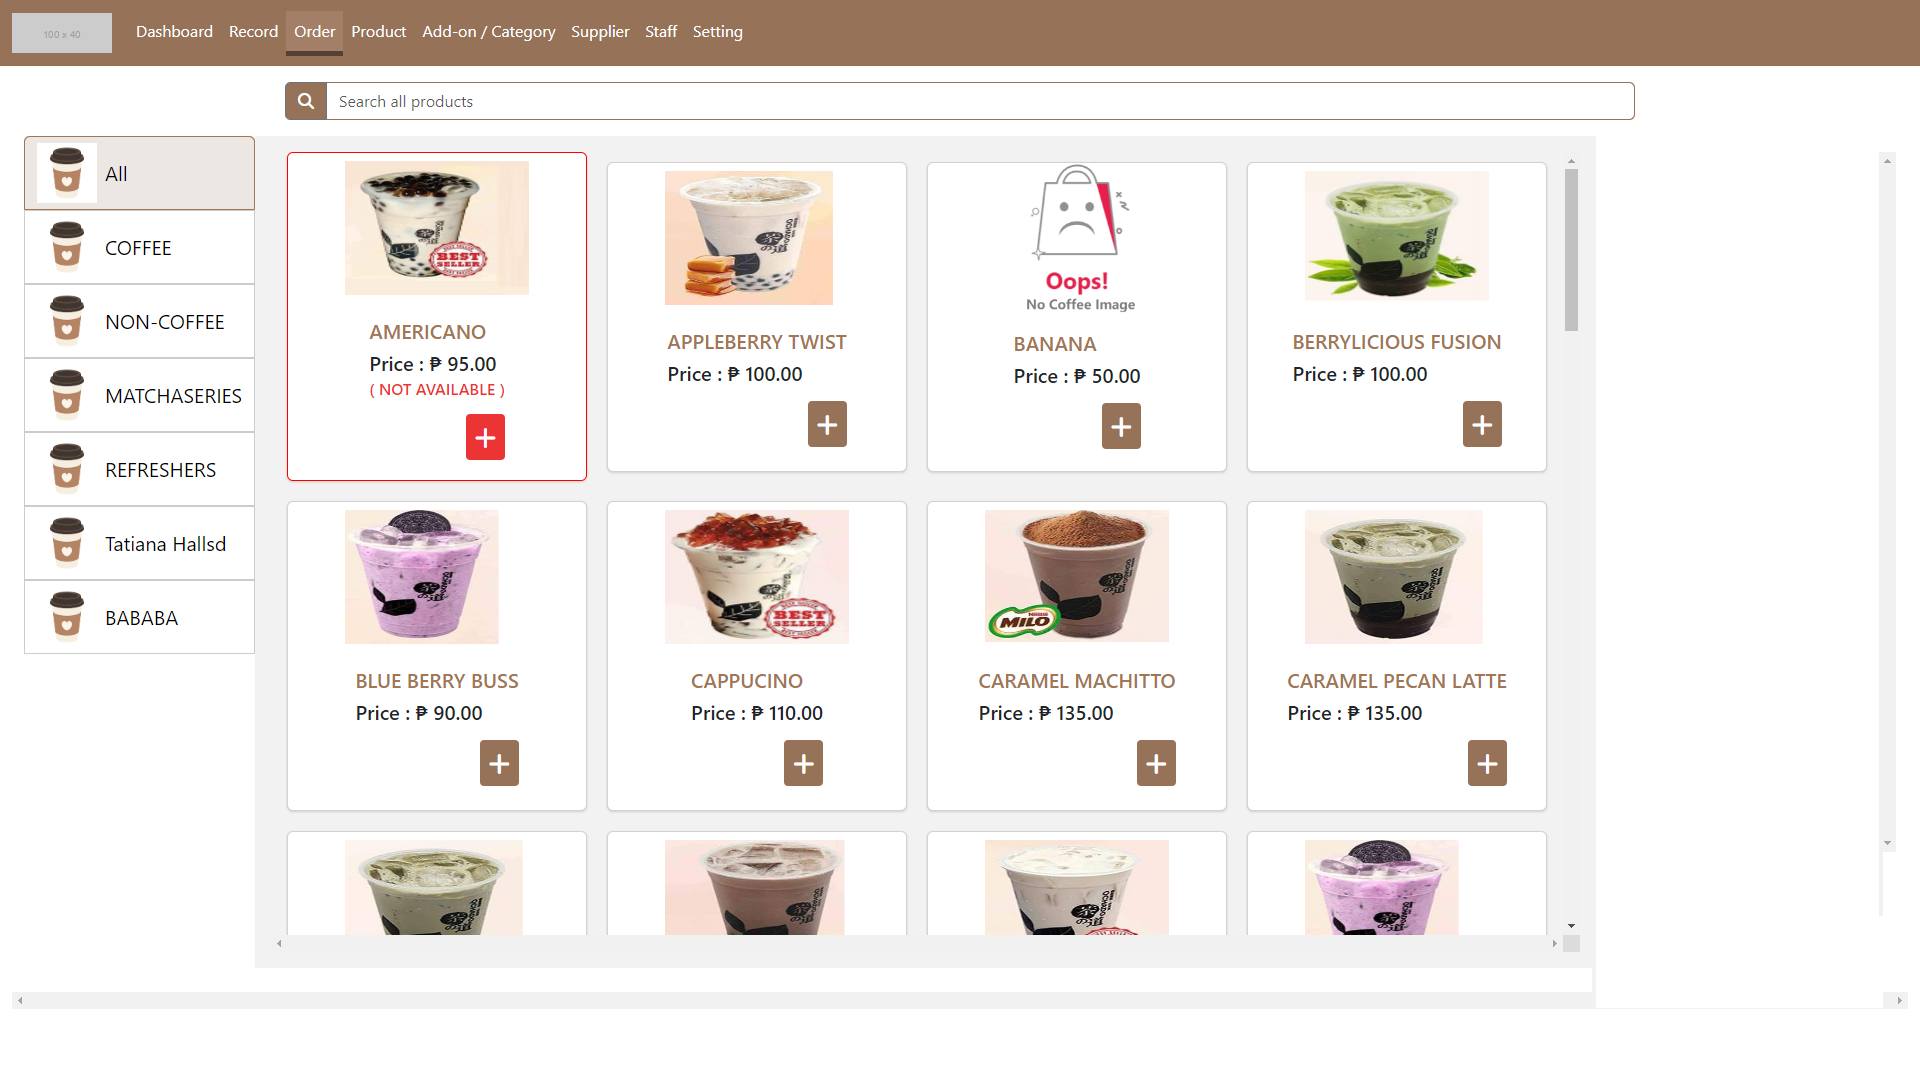 100 x 40
Dashboard Record Order Product Add-on / Category Supplier Staff Setting
Search all products
All
COFFEE
NON-COFFEE
MATCHASERIES
REFRESHERS
Tatiana Hallsd
BABABA
BEST SELLER
AMERICANO
Price : ₱ 95.00
( NOT AVAILABLE )
APPLEBERRY TWIST
Price : ₱ 100.00
Oops!
No Coffee Image
BANANA
Price : ₱ 50.00
BERRYLICIOUS FUSION
Price : ₱ 100.00
BLUE BERRY BUSS
Price : ₱ 90.00
BEST SELLER
CAPPUCINO
Price : ₱ 110.00
MILO
CARAMEL MACHITTO
Price : ₱ 135.00
CARAMEL PECAN LATTE
Price : ₱ 135.00